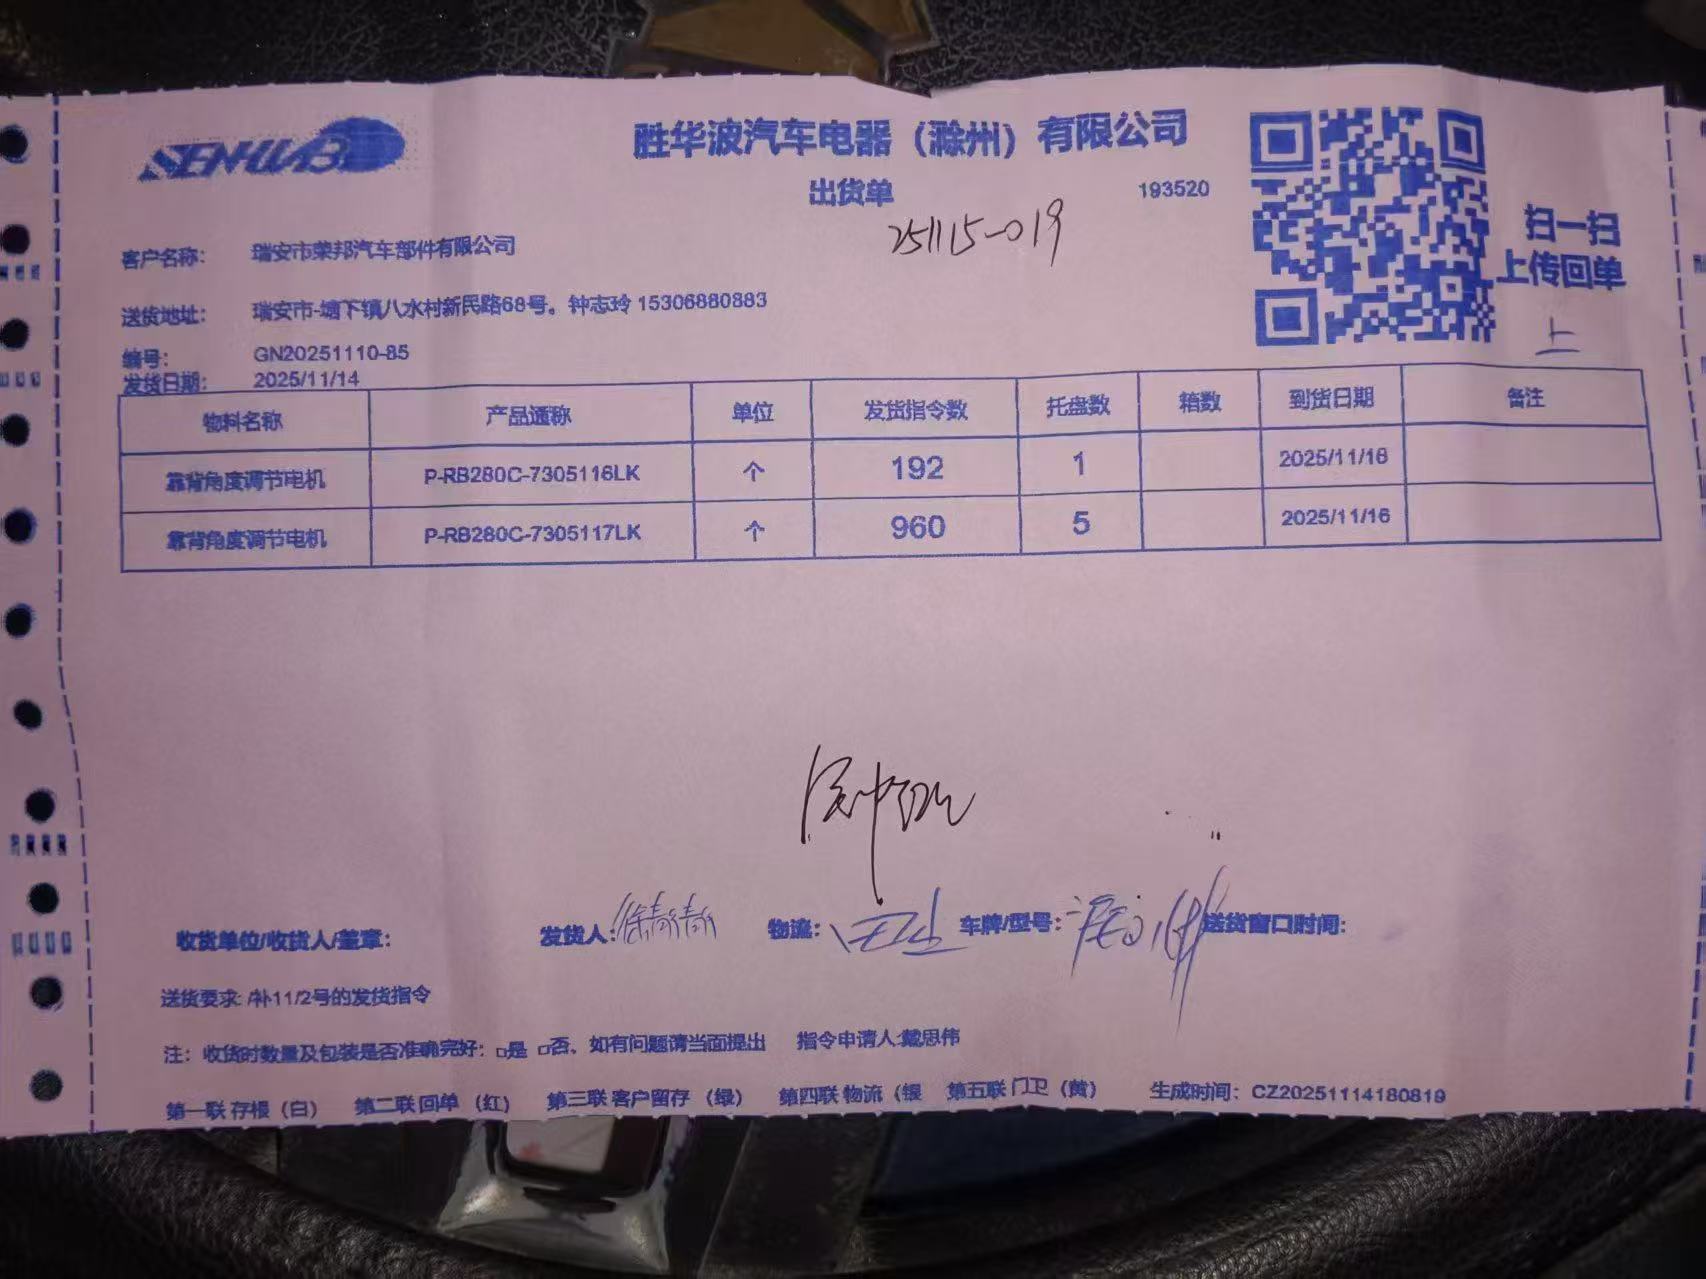 SENHUAB
胜华波汽车电器（滁州）有限公司
出货单
193520
251115-019
扫一扫
上传回单
上
客户名称： 瑞安市荣邦汽车部件有限公司
送货地址： 瑞安市-塘下镇八水村新民路68号。钟志玲 15306880883
编号： GN20251110-85
发货日期： 2025/11/14
物料名称 产品通称 单位 发货指令数 托盘数 箱数 到货日期 备注
靠背角度调节电机 P-RB280C-7305116LK 个 192 1 2025/11/16
靠背角度调节电机 P-RB280C-7305117LK 个 960 5 2025/11/16
收货单位/收货人/盖章： 发货人：徐静静 物流： 车牌/型号： 送货窗口时间：
送货要求: /补11/2号的发货指令
注： 收货时数量及包装是否准确完好：□是 □否、如有问题请当面提出 指令申请人:戴思伟
第一联 存根（白） 第二联 回单（红） 第三联 客户留存（绿） 第四联 物流（银 第五联 门卫（黄） 生成时间： CZ20251114180819